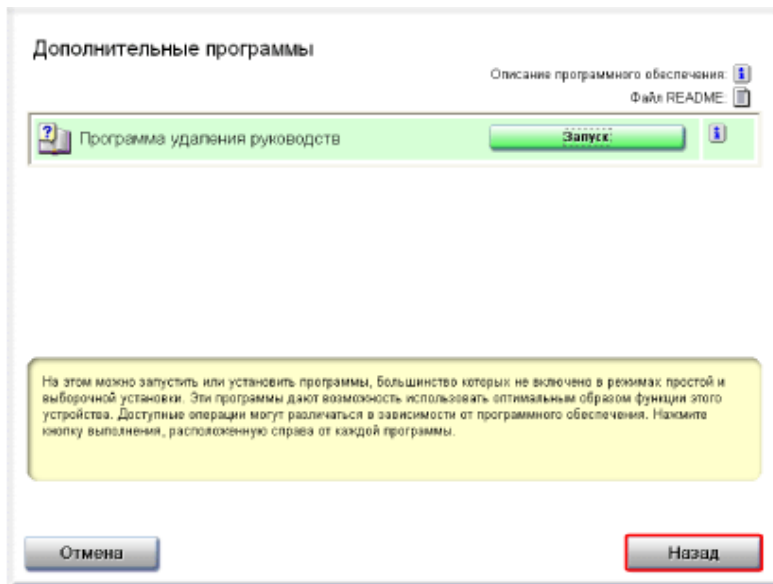 Дополнительные программы
Описание программного обеспечения:
Файл README:
Программа удаления руководств
Запуск
На этом можно запустить или установить программы, большинство которых не включено в режимах простой и
выборочной установки. Эти программы дают возможность использовать оптимальным образом функции этого
устройства. Доступные операции могут различаться в зависимости от программного обеспечения. Нажмите
кнопку выполнения, расположенную справа от каждой программы.
Отмена
Назад